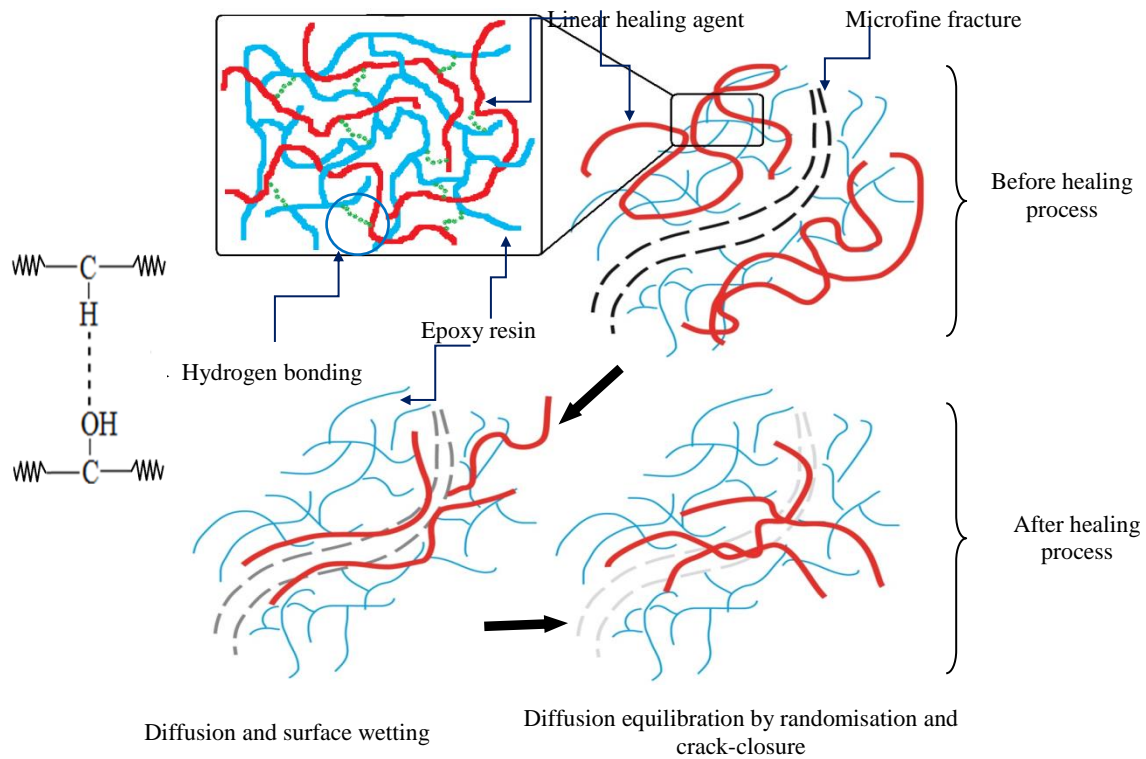 Linear healing agent
Microfine fracture
Before healing
process
C
H
OH
C
Epoxy resin
Hydrogen bonding
After healing
process
Diffusion and surface wetting
Diffusion equilibration by randomisation and
crack-closure